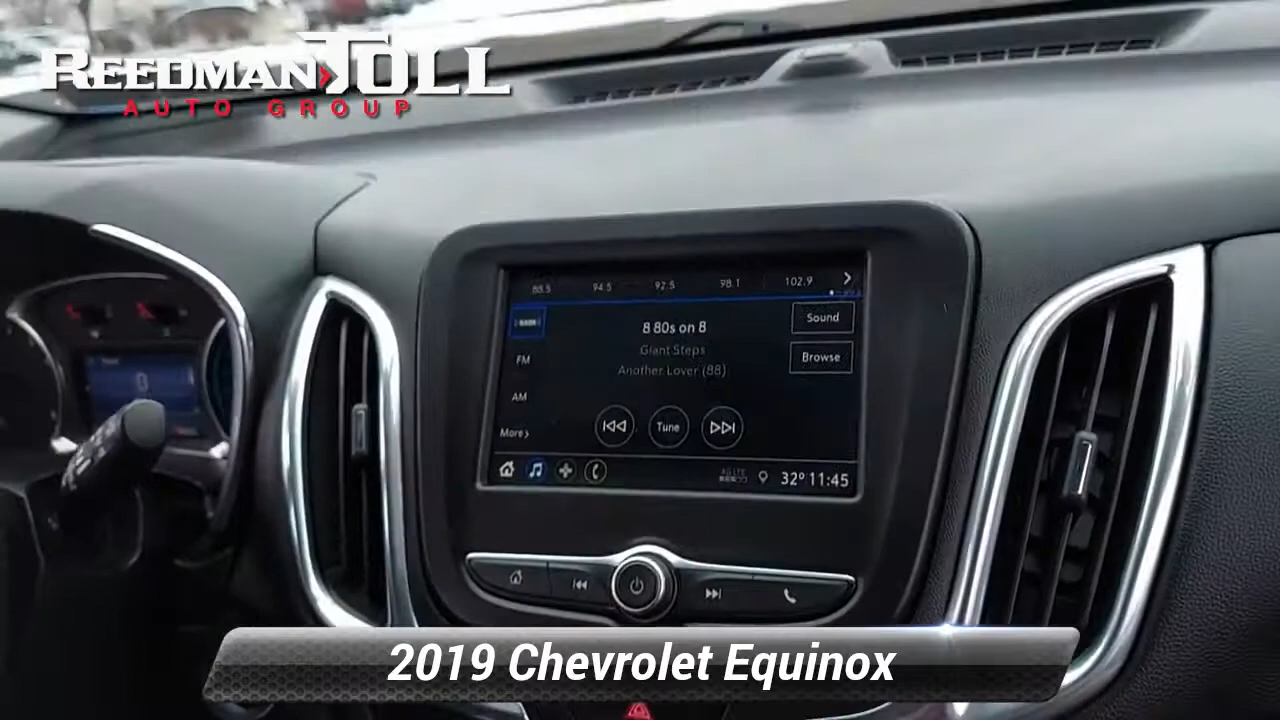 REEDMAN TOLL
AUTO GROUP
88.5 94.5 92.5 98.1 102.9
8 80s on 8
Giant Steps
Another Lover (88)
Sound
Browse
FM
AM
More
Tune
32° 11:45
0
2019 Chevrolet Equinox